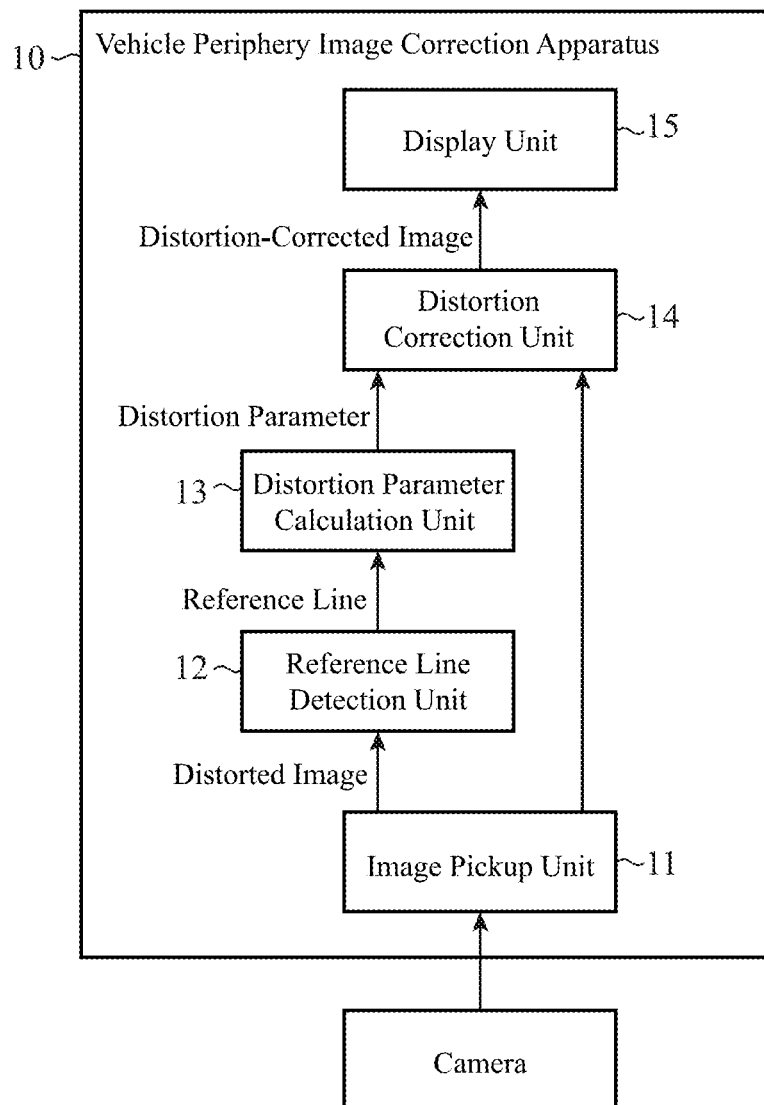 10
Vehicle Periphery Image Correction Apparatus
Display Unit
15
Distortion-Corrected Image
Distortion
Correction Unit
14
Distortion Parameter
13
Distortion Parameter
Calculation Unit
Reference Line
12
Reference Line
Detection Unit
Distorted Image
Image Pickup Unit
11
Camera